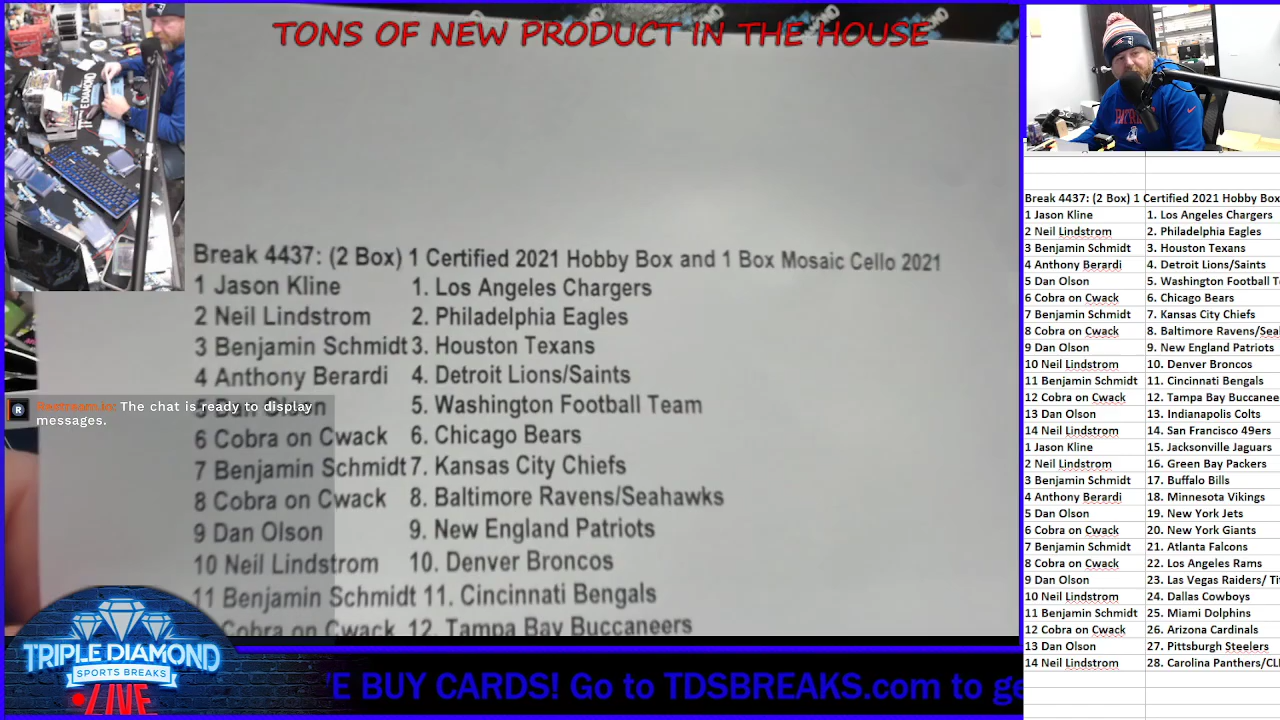 TONS OF NEW PRODUCT IN THE HOUSE
Break 4437: (2 Box) 1 Certified 2021 Hobby Box and 1 Box Mosaic Cello 2021
1 Jason Kline 1. Los Angeles Chargers
2 Neil Lindstrom 2. Philadelphia Eagles
3 Benjamin Schmidt 3. Houston Texans
4 Anthony Berardi 4. Detroit Lions/Saints
5 Dan Olson 5. Washington Football Team
6 Cobra on Cwack 6. Chicago Bears
7 Benjamin Schmidt 7. Kansas City Chiefs
8 Cobra on Cwack 8. Baltimore Ravens/Seahawks
9 Dan Olson 9. New England Patriots
10 Neil Lindstrom 10. Denver Broncos
11 Benjamin Schmidt 11. Cincinnati Bengals
Cobra on Cwack 12. Tampa Bay Buccaneers
R
The chat is ready to display
messages.
TRIPLE DIAMOND
SPORTS BREAKS
LIVE
E BUY CARDS! Go to
REAKS.com to
Break 4437: (2 Box) 1 Certified 2021 Hobby Box
1 Jason Kline 1. Los Angeles Chargers
2 Neil Lindstrom 2. Philadelphia Eagles
3 Benjamin Schmidt 3. Houston Texans
4 Anthony Berardi 4. Detroit Lions/Saints
5 Dan Olson 5. Washington Football T
6 Cobra on Cwack 6. Chicago Bears
7 Benjamin Schmidt 7. Kansas City Chiefs
8 Cobra on Cwack 8. Baltimore Ravens/Sea
9 Dan Olson 9. New England Patriots
10 Neil Lindstrom 10. Denver Broncos
11 Benjamin Schmidt 11. Cincinnati Bengals
12 Cobra on Cwack 12. Tampa Bay Buccanee
13 Dan Olson 13. Indianapolis Colts
14 Neil Lindstrom 14. San Francisco 49ers
1 Jason Kline 15. Jacksonville Jaguars
2 Neil Lindstrom 16. Green Bay Packers
3 Benjamin Schmidt 17. Buffalo Bills
4 Anthony Berardi 18. Minnesota Vikings
5 Dan Olson 19. New York Jets
6 Cobra on Cwack 20. New York Giants
7 Benjamin Schmidt 21. Atlanta Falcons
8 Cobra on Cwack 22. Los Angeles Rams
9 Dan Olson 23. Las Vegas Raiders/ Ti
10 Neil Lindstrom 24. Dallas Cowboys
11 Benjamin Schmidt 25. Miami Dolphins
12 Cobra on Cwack 26. Arizona Cardinals
13 Dan Olson 27. Pittsburgh Steelers
14 Neil Lindstrom 28. Carolina Panthers/CLE